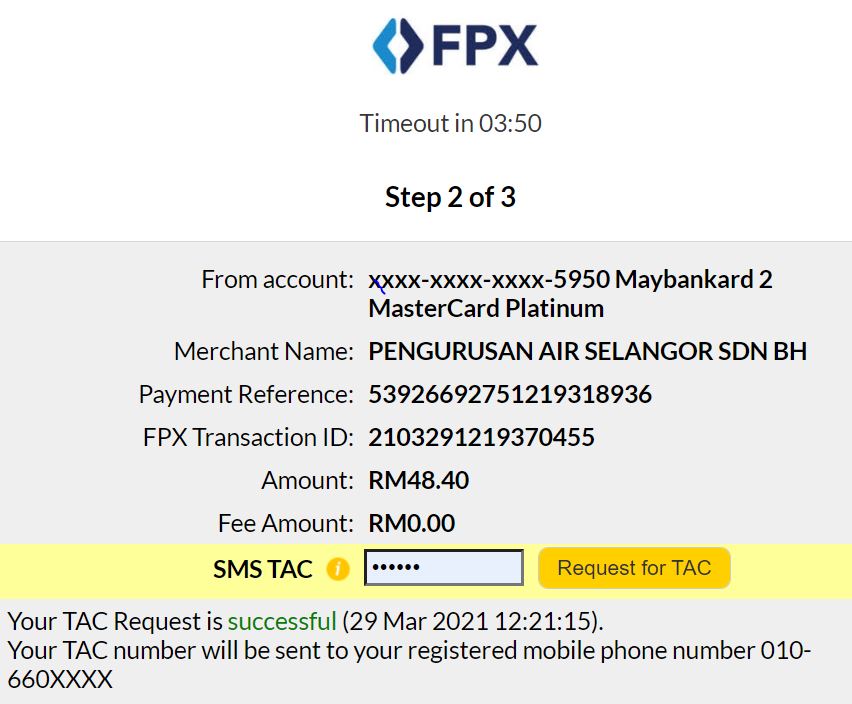 FPX
Timeout in 03:50
Step 2 of 3
From account: xxxx-xxxx-xxxx-5950 Maybankard 2
MasterCard Platinum
Merchant Name: PENGURUSAN AIR SELANGOR SDN BH
Payment Reference: 53926692751219318936
FPX Transaction ID: 2103291219370455
Amount: RM48.40
Fee Amount: RM0.00
SMS TAC i •••••• Request for TAC
Your TAC Request is successful (29 Mar 2021 12:21:15).
Your TAC number will be sent to your registered mobile phone number 010-
660XXXX